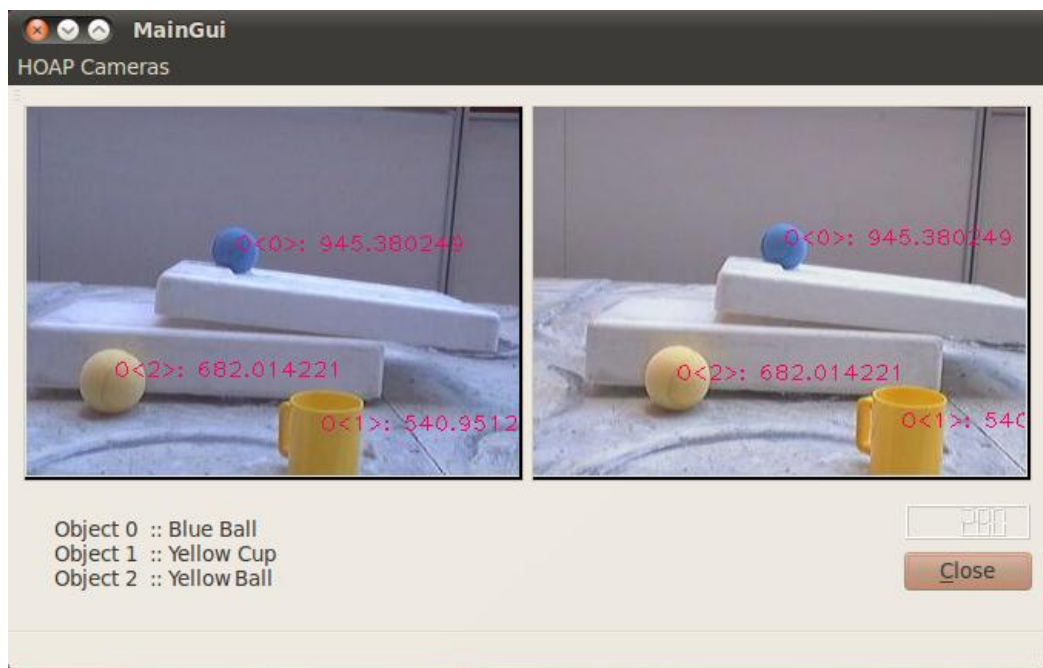 MainGui
HOAP Cameras
O<0>: 945.380249
O<0>: 945.380249
O<2>: 682.014221
O<2>: 682.014221
O<1>: 540.9512
O<1>: 540
Object 0 :: Blue Ball
Object 1 :: Yellow Cup
Object 2 :: Yellow Ball
Close